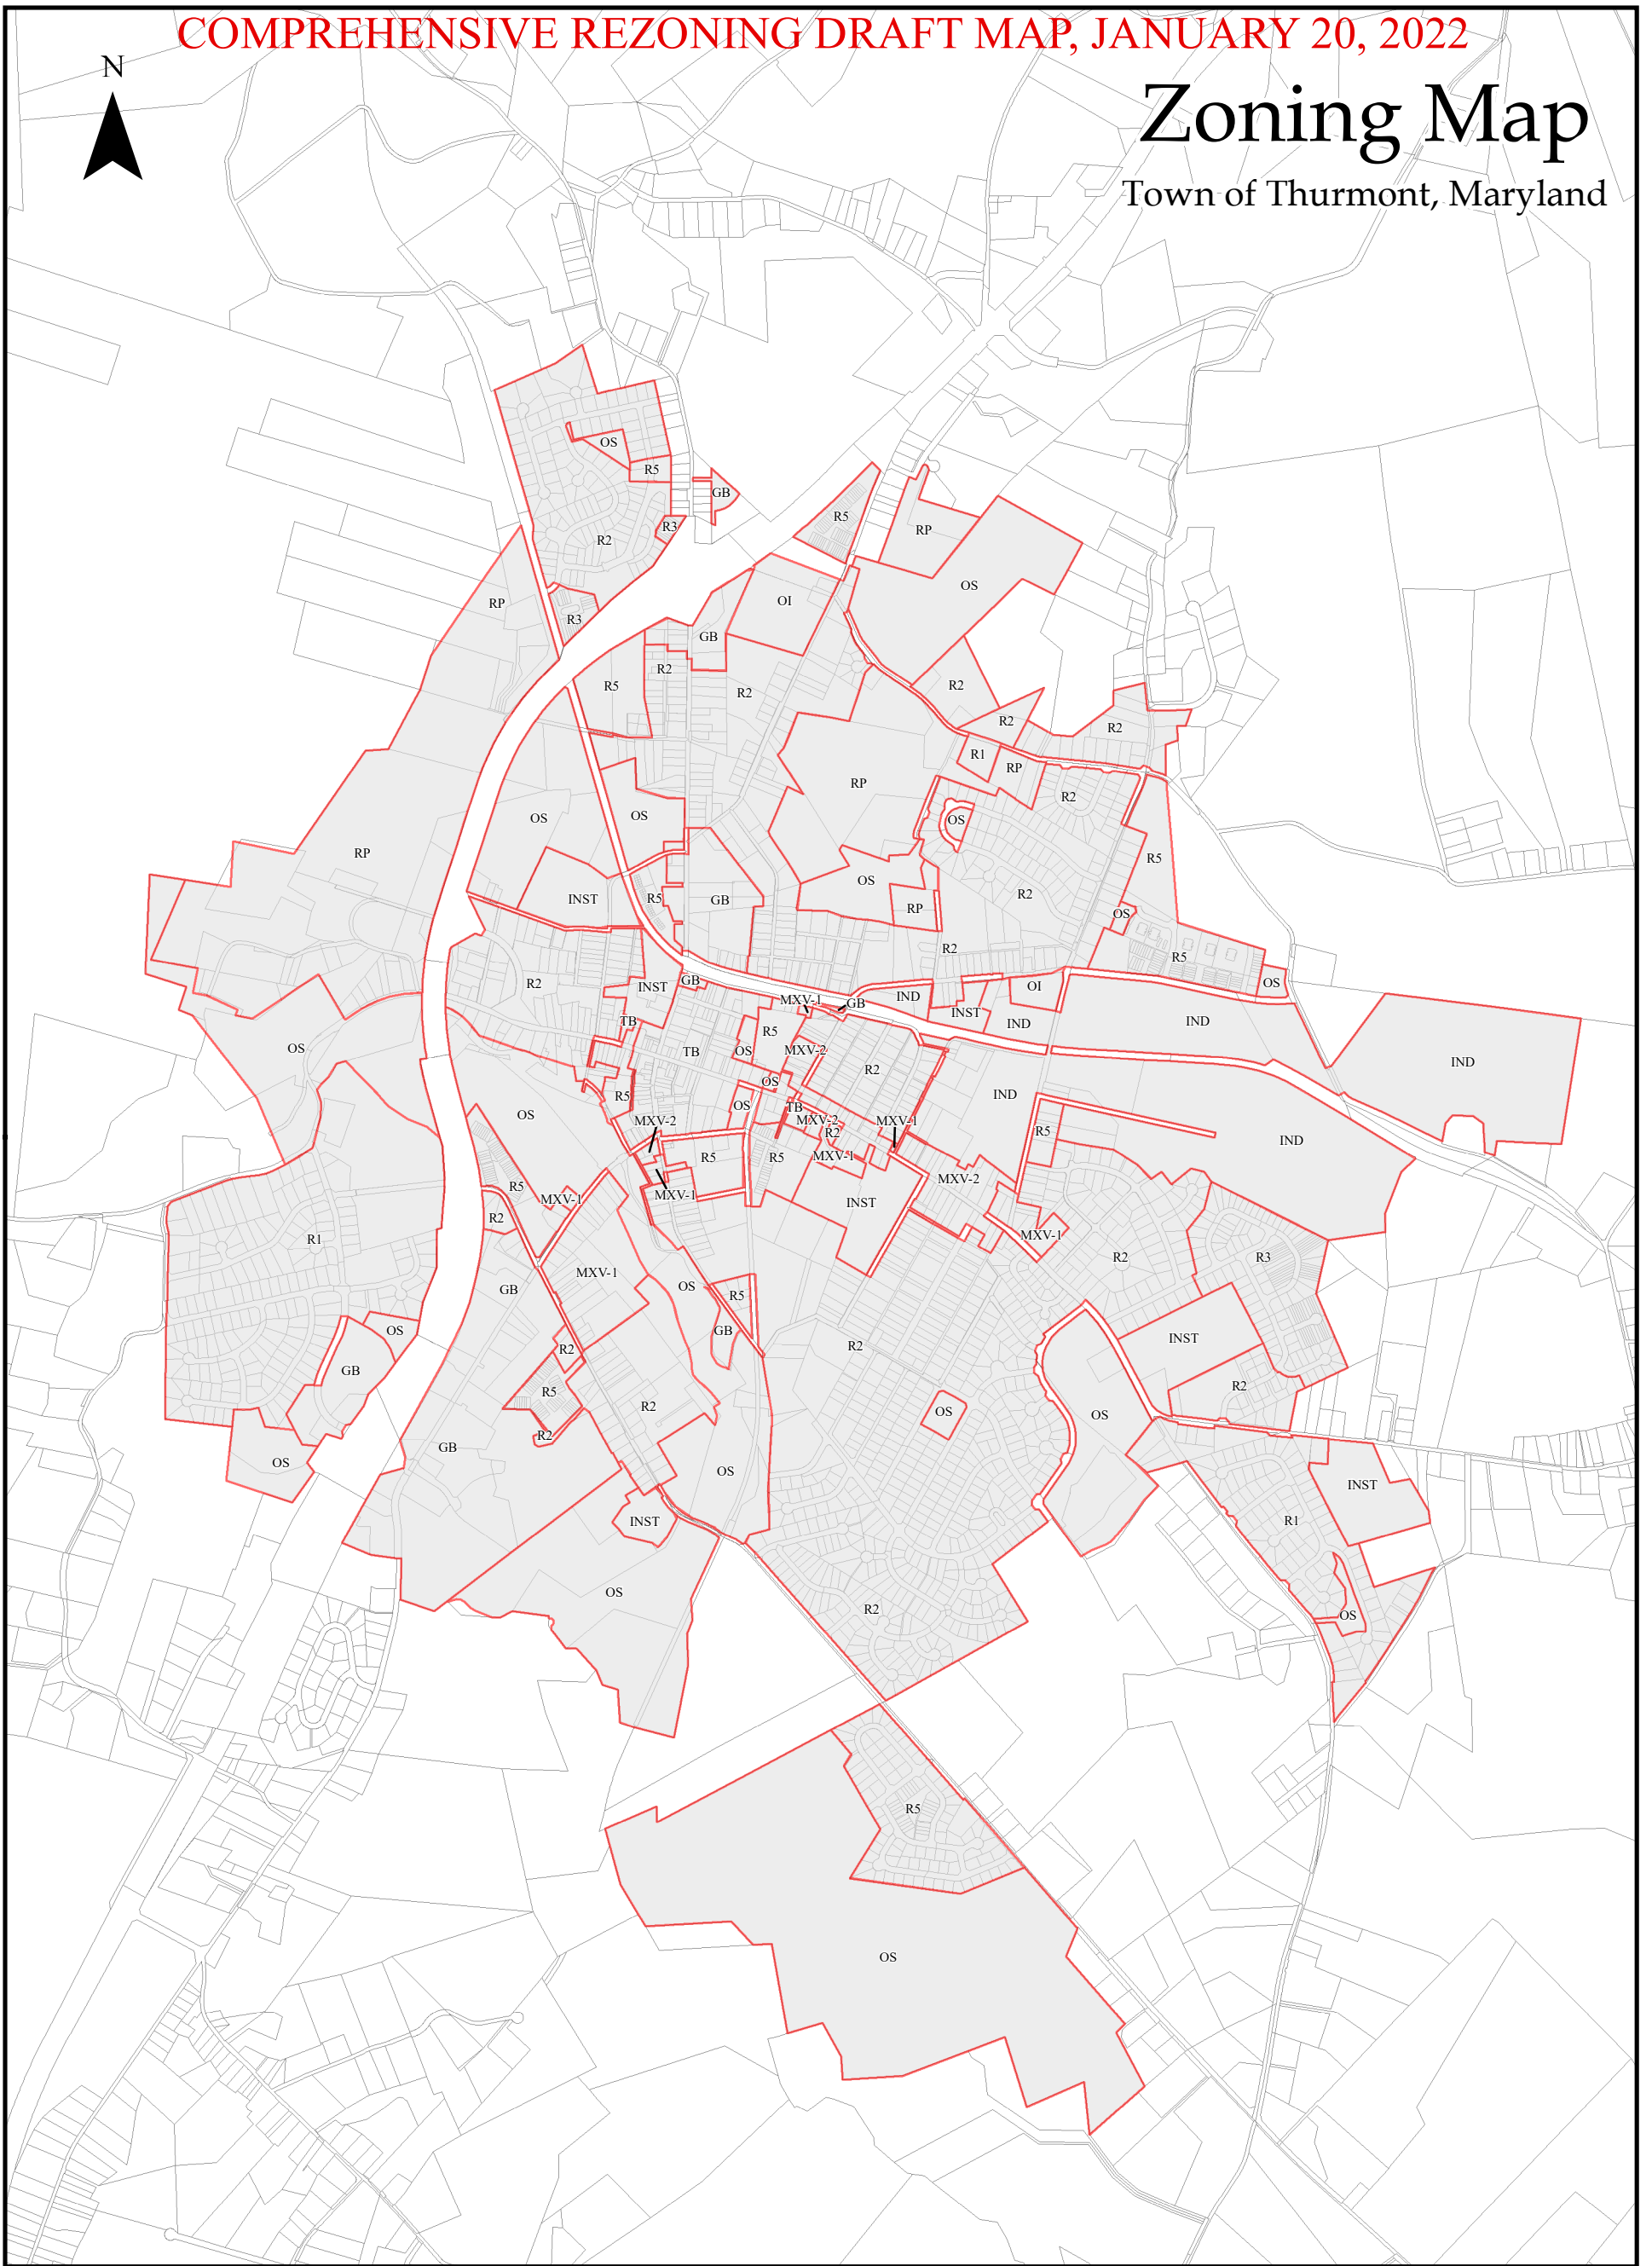 COMPREHENSIVE REZONING DRAFT MAP, JANUARY 20, 2022
N
Zoning Map
Town of Thurmont, Maryland
OS
R5
GB
R5
R3
RP
R2
OS
OI
RP
R3
GB
R2
R5
R2
R2
R2
R2
R1
RP
RP
R2
OS
OS
OS
RP
R5
OS
R2
INST
R5
GB
RP
OS
R2
R5
R2
INST
GB
OS
OI
IND
MXV-1
GB
INST
TB
IND
IND
R5
OS
TB
OS
MXV-2
IND
R2
OS
R5
IND
OS
OS
TB
MXV-2
MXV-2
MXV-1
R2
R5
IND
MXV-1
R5
R5
MXV-2
R5
MXV-1
MXV-1
INST
R2
MXV-1
R1
R2
R3
MXV-1
OS
GB
R5
GB
OS
INST
R2
R2
GB
R2
R5
R2
OS
OS
R2
GB
OS
OS
INST
INST
R1
OS
R2
OS
R5
OS